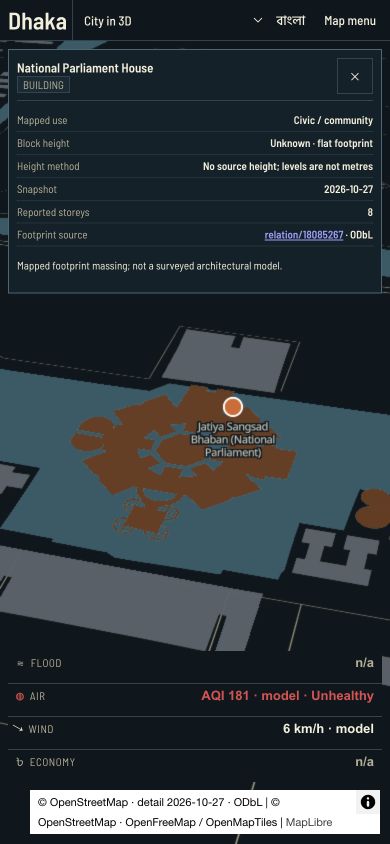 Dhaka City in 3D বাংলা Map menu
National Parliament House
BUILDING
Mapped use Civic / community
Block height Unknown · flat footprint
Height method No source height; levels are not metres
Snapshot 2026-10-27
Reported storeys 8
Footprint source relation/18085267 · ODbL
Mapped footprint massing; not a surveyed architectural model.
Jatiya Sangsad
Bhaban (National
Parliament)
FLOOD n/a
AIR AQI 181 · model · Unhealthy
WIND 6 km/h · model
ECONOMY n/a
© OpenStreetMap · detail 2026-10-27 · ODbL | ©
OpenStreetMap · OpenFreeMap / OpenMapTiles | MapLibre